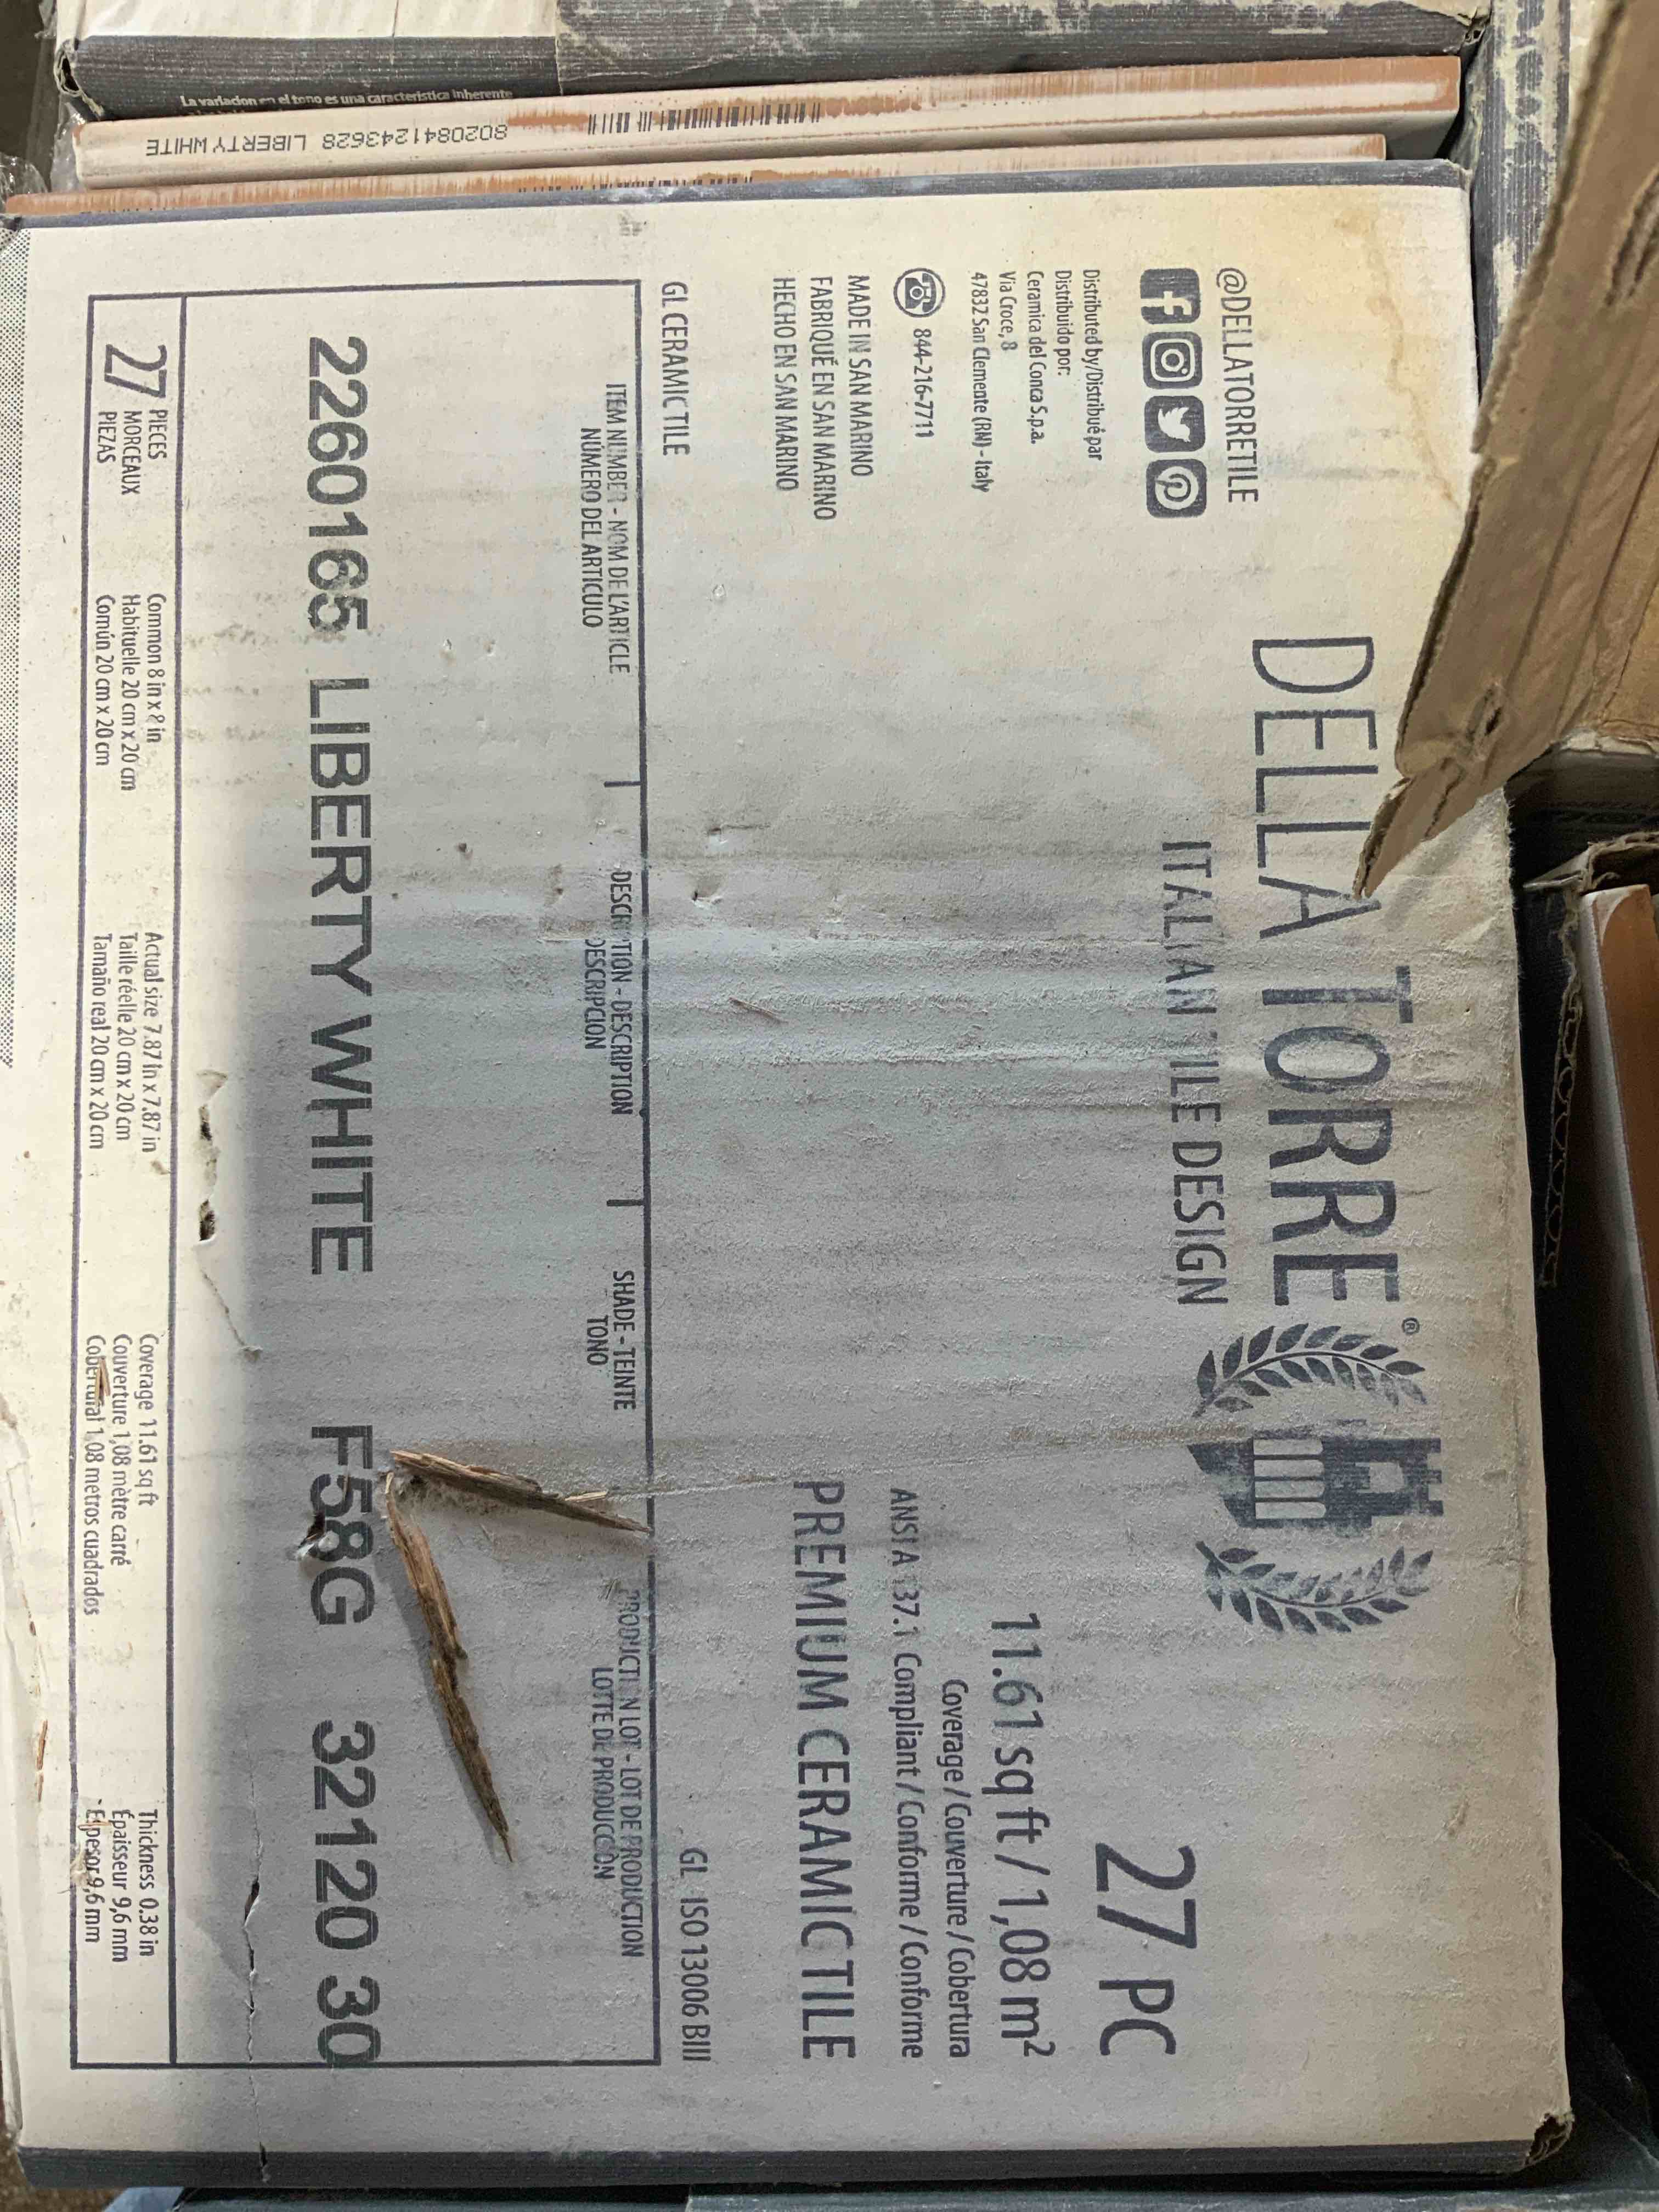 La variacion en el tono es una caracteristica inherente
8020841243628 LIBERTY WHITE
@DELLATORRETILE
DELLA TORRE®
ITALIAN TILE DESIGN
Distributed by/Distribué par
Distribuido por:
Ceramica del Conca S.p.a.
Via Croce, 8
47832 San Clemente (RN) - Italy
844-216-7711
MADE IN SAN MARINO
FABRIQUÉ EN SAN MARINO
HECHO EN SAN MARINO
27 PC
11.61 sq ft / 1,08 m²
Coverage / Couverture / Cobertura
ANSI A 137.1 Compliant / Conforme / Conforme
PREMIUM CERAMIC TILE
GL CERAMIC TILE
GL ISO 13006 BIII
ITEM NUMBER - NOM DE L'ARTICLE
NÚMERO DEL ARTICULO
DESCRIPTION - DESCRIPTION
DESCRIPCION
SHADE - TEINTE
TONO
PRODUCTION LOT - LOT DE PRODUCTION
LOTTE DE PRODUCCÓN
2260165 LIBERTY WHITE F58G 32120 30
27 PIECES
MORCEAUX
PIEZAS
Common 8 in x 8 in
Habituelle 20 cm x 20 cm
Común 20 cm x 20 cm
Actual size 7.87 in x 7.87 in
Taille réelle 20 cm x 20 cm
Tamaño real 20 cm x 20 cm
Coverage 11.61 sq ft
Couverture 1,08 mètre carré
Cobertural 1,08 metros cuadrados
Thickness 0.38 in
Épaisseur 9,6 mm
- Espesor 9,6 mm